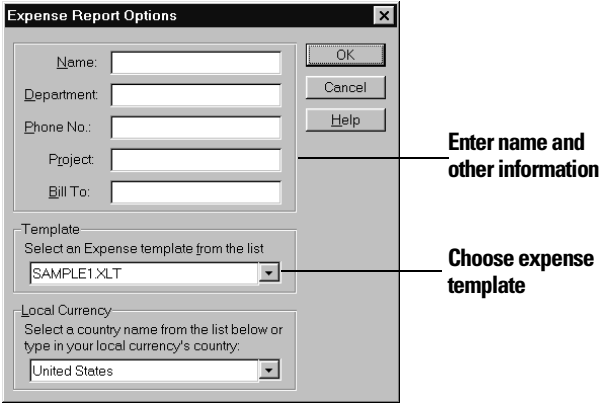 Expense Report Options
Name:
Department:
Phone No.:
Project:
Bill To:
OK
Cancel
Help
Enter name and
other information
Template
Select an Expense template from the list
SAMPLE1.XLT
Choose expense
template
Local Currency
Select a country name from the list below or
type in your local currency's country:
United States